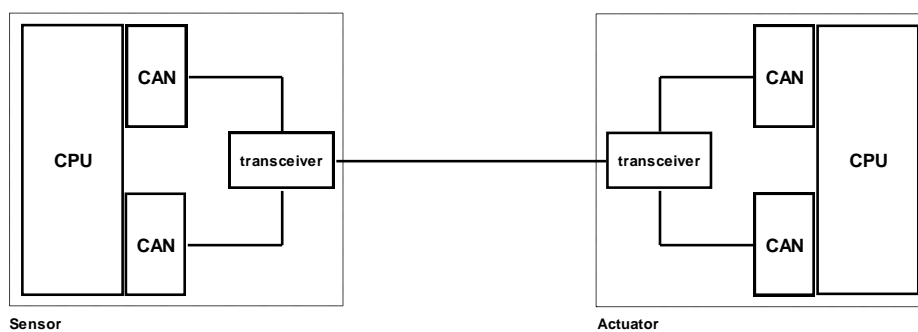 CAN
CAN
CPU
transceiver
transceiver
CPU
CAN
CAN
Sensor
Actuator